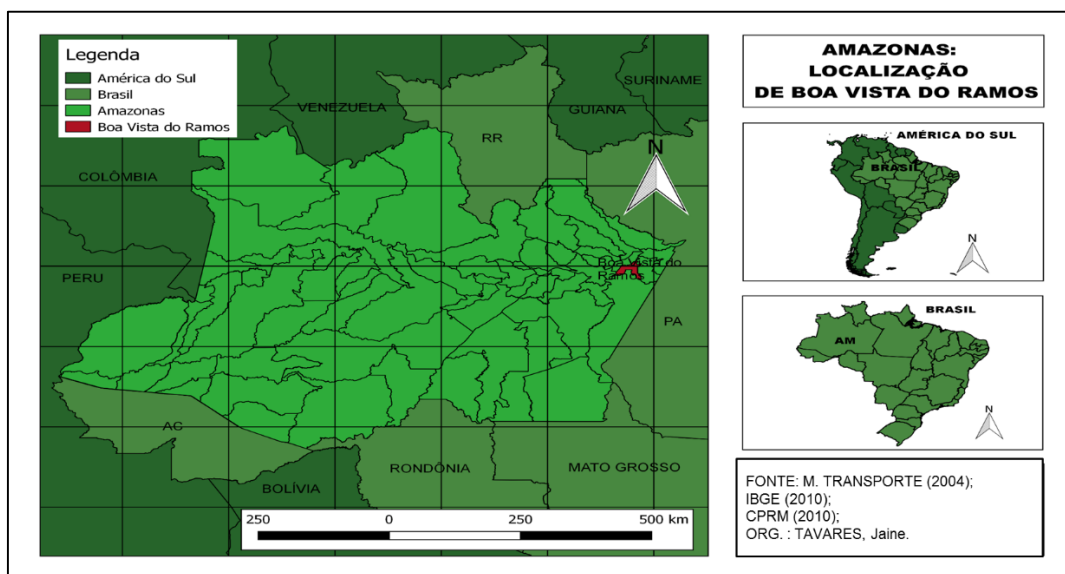 Legenda
América do Sul
Brasil
Amazonas
Boa Vista do Ramos
VENEZUELA
SURINAME
GUIANA
RR
N
COLÔMBIA
PERU
Boa Vista do
Ramos
PA
AC
RONDÔNIA
MATO GROSSO
BOLÍVIA
250 0 250 500 km
AMAZONAS:
LOCALIZAÇÃO
DE BOA VISTA DO RAMOS
AMÉRICA DO SUL
BRASIL
N
BRASIL
AM
N
FONTE: M. TRANSPORTE (2004);
IBGE (2010);
CPRM (2010);
ORG. : TAVARES, Jaine.